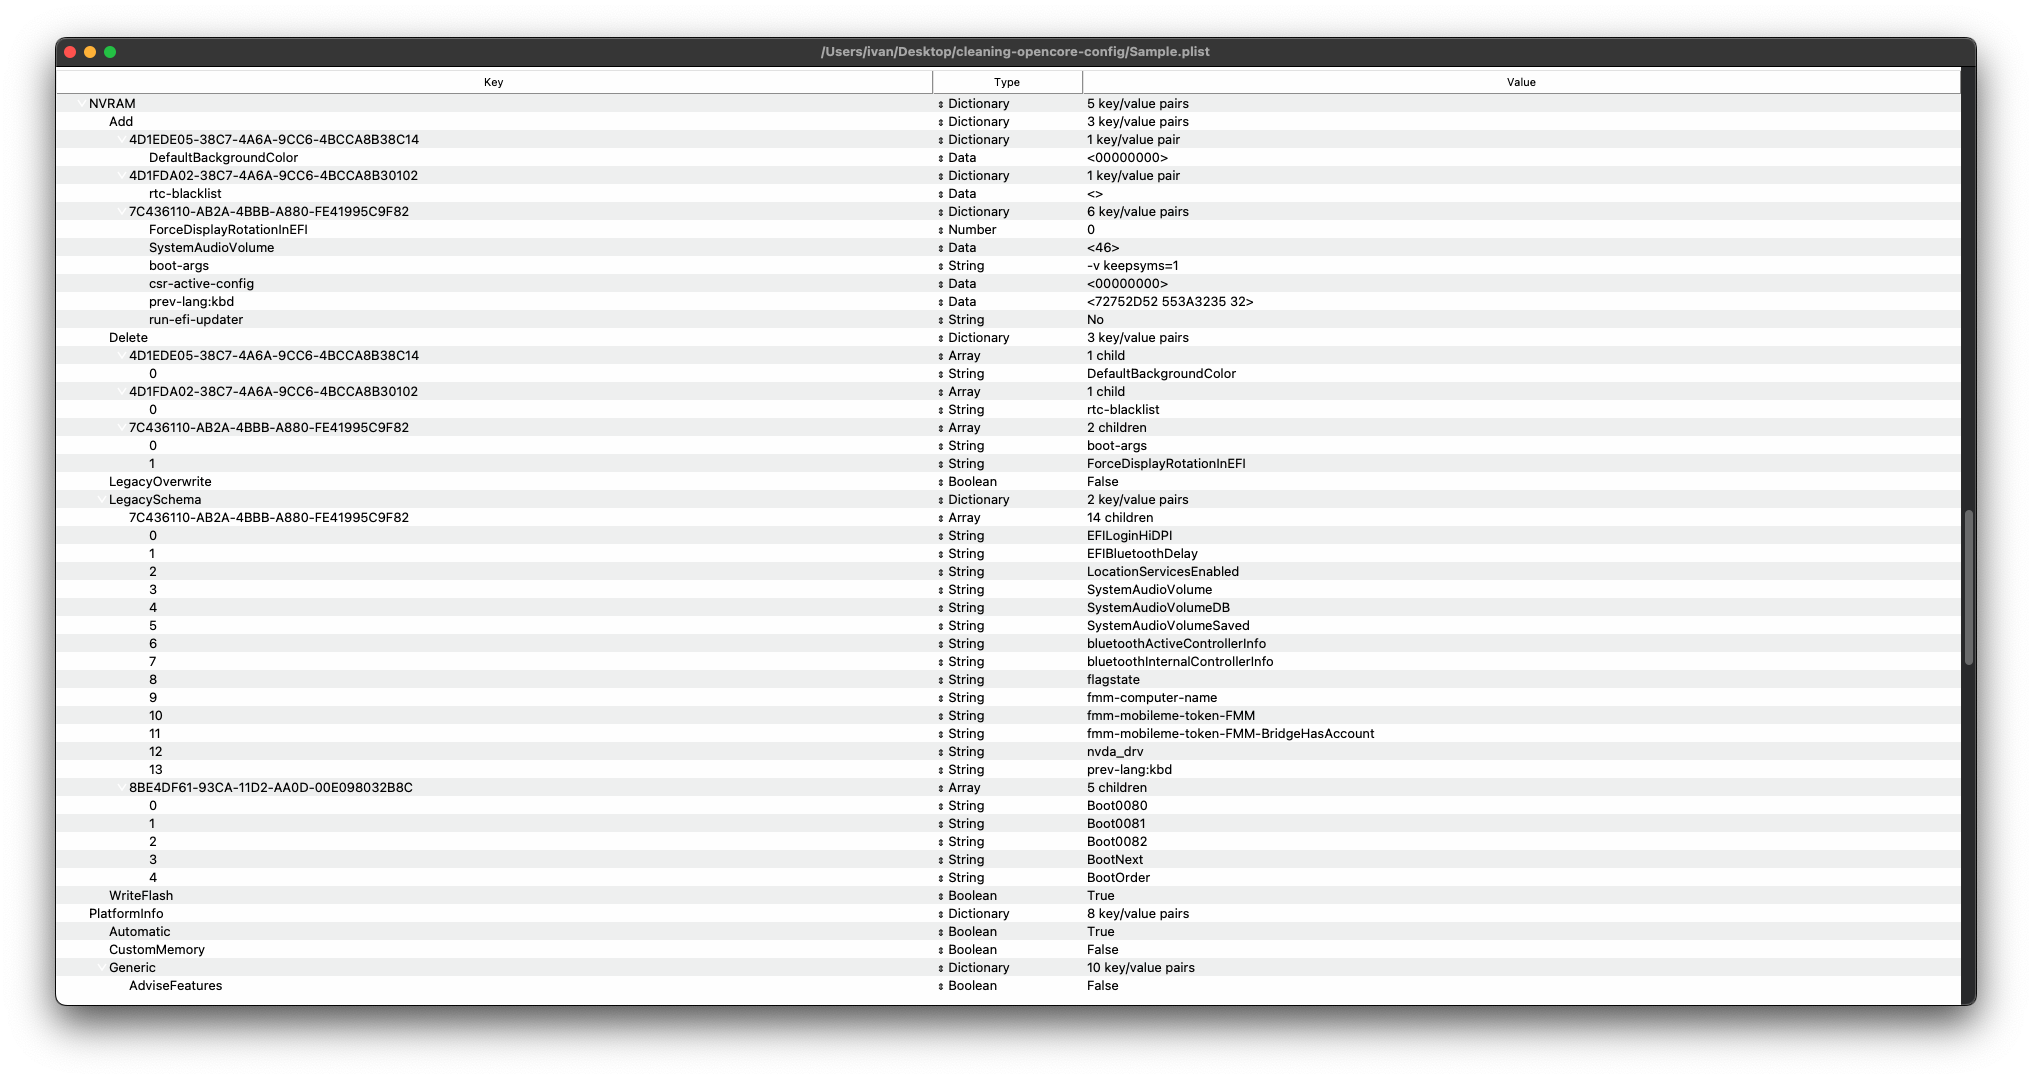 /Users/ivan/Desktop/cleaning-opencore-config/Sample.plist
Key Type Value
NVRAM Dictionary 5 key/value pairs
Add Dictionary 3 key/value pairs
4D1EDE05-38C7-4A6A-9CC6-4BCCA8B38C14 Dictionary 1 key/value pair
DefaultBackgroundColor Data <00000000>
4D1FDA02-38C7-4A6A-9CC6-4BCCA8B30102 Dictionary 1 key/value pair
rtc-blacklist Data <>
7C436110-AB2A-4BBB-A880-FE41995C9F82 Dictionary 6 key/value pairs
ForceDisplayRotationInEFI Number 0
SystemAudioVolume Data <46>
boot-args String -v keepsyms=1
csr-active-config Data <00000000>
prev-lang:kbd Data <72752D52 553A3235 32>
run-efi-updater String No
Delete Dictionary 3 key/value pairs
4D1EDE05-38C7-4A6A-9CC6-4BCCA8B38C14 Array 1 child
0 String DefaultBackgroundColor
4D1FDA02-38C7-4A6A-9CC6-4BCCA8B30102 Array 1 child
0 String rtc-blacklist
7C436110-AB2A-4BBB-A880-FE41995C9F82 Array 2 children
0 String boot-args
1 String ForceDisplayRotationInEFI
LegacyOverwrite Boolean False
LegacySchema Dictionary 2 key/value pairs
7C436110-AB2A-4BBB-A880-FE41995C9F82 Array 14 children
0 String EFILoginHiDPI
1 String EFIBluetoothDelay
2 String LocationServicesEnabled
3 String SystemAudioVolume
4 String SystemAudioVolumeDB
5 String SystemAudioVolumeSaved
6 String bluetoothActiveControllerInfo
7 String bluetoothInternalControllerInfo
8 String flagstate
9 String fmm-computer-name
10 String fmm-mobileme-token-FMM
11 String fmm-mobileme-token-FMM-BridgeHasAccount
12 String nvda_drv
13 String prev-lang:kbd
8BE4DF61-93CA-11D2-AA0D-00E098032B8C Array 5 children
0 String Boot0080
1 String Boot0081
2 String Boot0082
3 String BootNext
4 String BootOrder
WriteFlash Boolean True
PlatformInfo Dictionary 8 key/value pairs
Automatic Boolean True
CustomMemory Boolean False
Generic Dictionary 10 key/value pairs
AdviseFeatures Boolean False